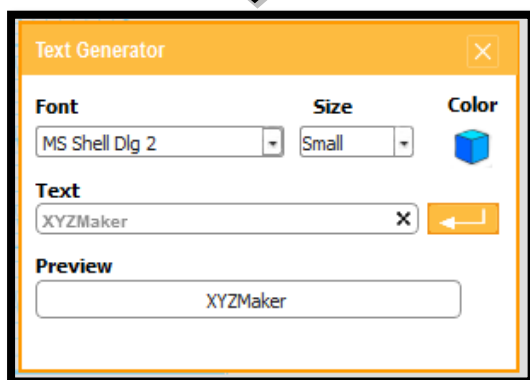 Text Generator
Font Size Color
MS Shell Dlg 2 Small
Text
XYZMaker
Preview
XYZMaker